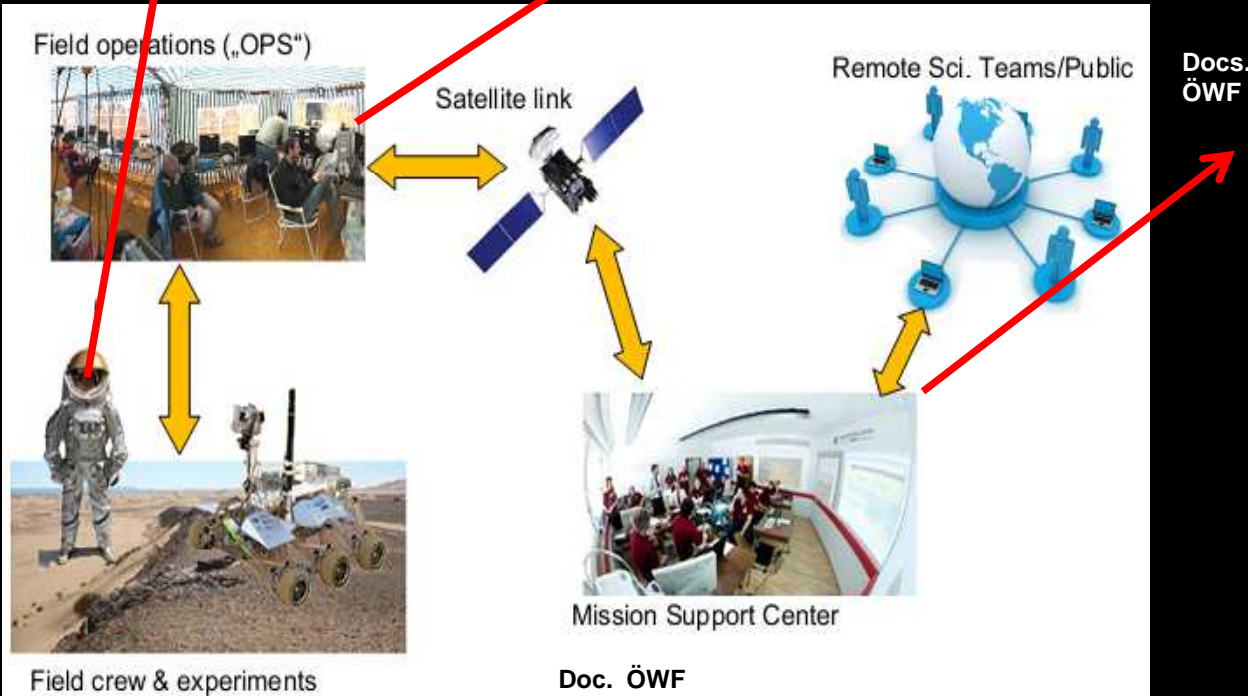 Field operations („OPS“)
Satellite link
Remote Sci. Teams/Public
Docs.
ÖWF
Mission Support Center
Field crew & experiments
Doc. ÖWF